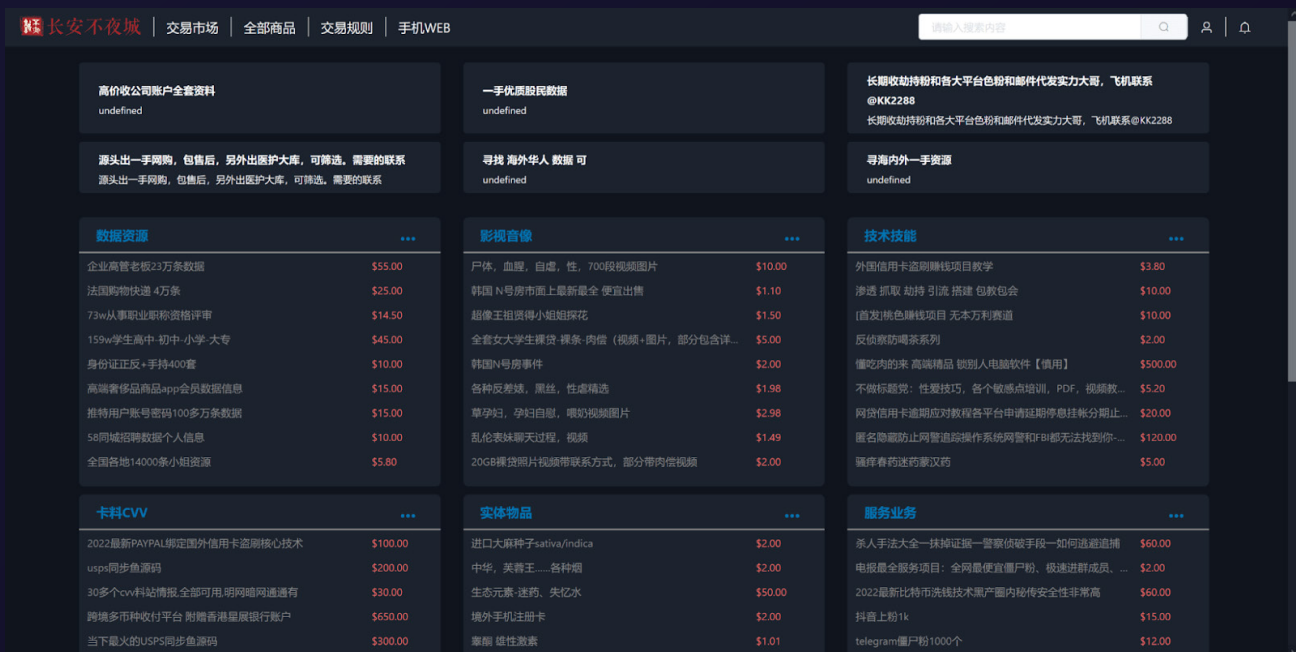 长安不夜城 交易市场 全部商品 交易规则 手机WEB 请输入搜索内容
高价收公司账户全套资料
undefined
一手优质股民数据
undefined
长期收劫持粉和各大平台色粉和邮件代发实力大哥，飞机联系
@KK2288
长期收劫持粉和各大平台色粉和邮件代发实力大哥，飞机联系@KK2288
源头出一手网购，包售后，另外出医护大库，可筛选。需要的联系
源头出一手网购，包售后，另外出医护大库，可筛选。需要的联系
寻找 海外华人 数据 可
undefined
寻海内外一手资源
undefined
数据资源
企业高管老板23万条数据 $55.00
法国购物快递 4万条 $25.00
73w从事职业职称资格评审 $14.50
159w学生高中-初中-小学-大专 $45.00
身份证正反+手持400套 $10.00
高端奢侈品商品app会员数据信息 $15.00
推特用户账号密码100多万条数据 $15.00
58同城招聘数据个人信息 $10.00
全国各地14000条小姐资源 $5.80
影视音像
尸体，血腥，自虐，性，700段视频图片 $10.00
韩国 N号房市面上最新最全 便宜出售 $1.10
超像王祖贤得小姐姐探花 $1.50
全套女大学生裸贷-裸条-肉偿（视频+图片，部分包含详... $5.00
韩国N号房事件 $2.00
各种反差婊，黑丝，性虐精选 $1.98
草孕妇，孕妇自慰，喂奶视频图片 $2.98
乱伦表妹聊天过程，视频 $1.49
20GB裸贷照片视频带联系方式，部分带肉偿视频 $2.00
技术技能
外国信用卡盗刷赚钱项目教学 $3.80
渗透 抓取 劫持 引流 搭建 包教包会 $10.00
[首发]桃色赚钱项目 无本万利赛道 $10.00
反侦察防喝茶系列 $2.00
懂吃肉的来 高端精品 锁别人电脑软件【慎用】 $500.00
不做标题党：性爱技巧，各个敏感点培训，PDF，视频教... $5.20
网贷信用卡逾期应对教程各平台申请延期停息挂帐分期止... $20.00
匿名隐藏防止网警追踪操作系统网警和FBI都无法找到你-... $120.00
骚痒春药迷药蒙汉药 $5.00
卡料CVV
2022最新PAYPAL绑定国外信用卡盗刷核心技术 $100.00
usps同步鱼源码 $200.00
30多个cvv料站情报,全部可用,明网暗网通通有 $30.00
跨境多币种收付平台 附赠香港星展银行账户 $650.00
当下最火的USPS同步鱼源码 $300.00
实体物品
进口大麻种子sativa/indica $2.00
中华，芙蓉王......各种烟 $2.00
生态元素-迷药、失忆水 $50.00
境外手机注册卡 $2.00
睾酮 雄性激素 $1.01
服务业务
杀人手法大全一抹掉证据一警察侦破手段一如何逃避追捕 $60.00
电报最全服务项目：全网最便宜僵尸粉、极速进群成员、... $2.00
2022最新比特币洗钱技术黑产圈内秘传安全性非常高 $60.00
抖音上粉1k $15.00
telegram僵尸粉1000个 $12.00